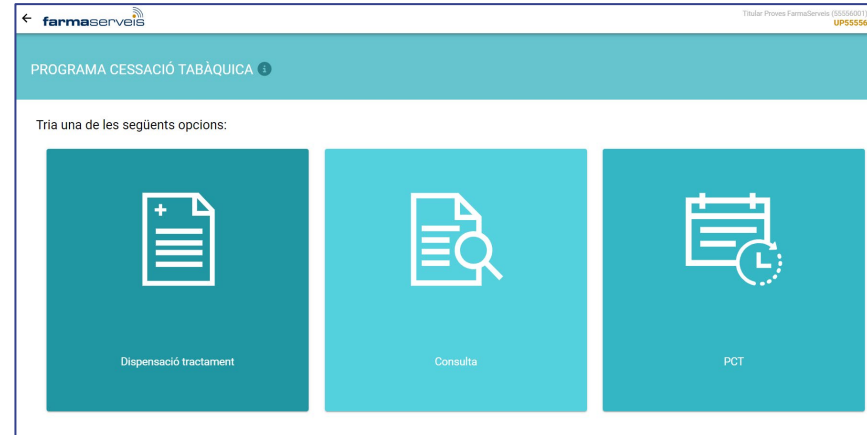 farmaserveis
Titular Proves FarmaServeis (55556001)
UP55556
PROGRAMA CESSACIÓ TABÀQUICA
Tria una de les següents opcions:
Dispensació tractament
Consulta
PCT